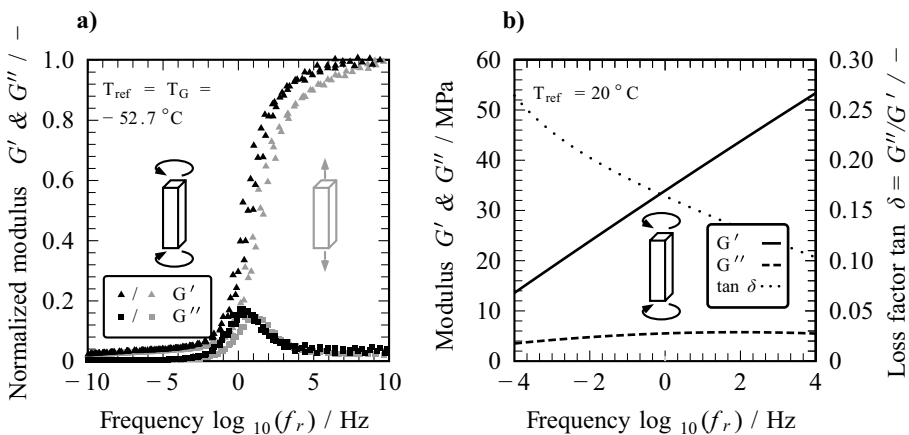 a)
Normalized modulus G′ & G″ / −
1.0
0.8
0.6
0.4
0.2
0
T_ref = T_G =
− 52.7 °C
▲ / ▲ G′
■ / ■ G″
−10 −5 0 5 10
Frequency log 10 (f_r) / Hz
b)
Modulus G′ & G″ / MPa
60
50
40
30
20
10
0
T_ref = 20 °C
G′
G″
tan δ
0.30
0.25
0.20
0.15
0.10
0.05
0
Loss factor tan δ = G″/G′ / −
−4 −2 0 2 4
Frequency log 10 (f_r) / Hz